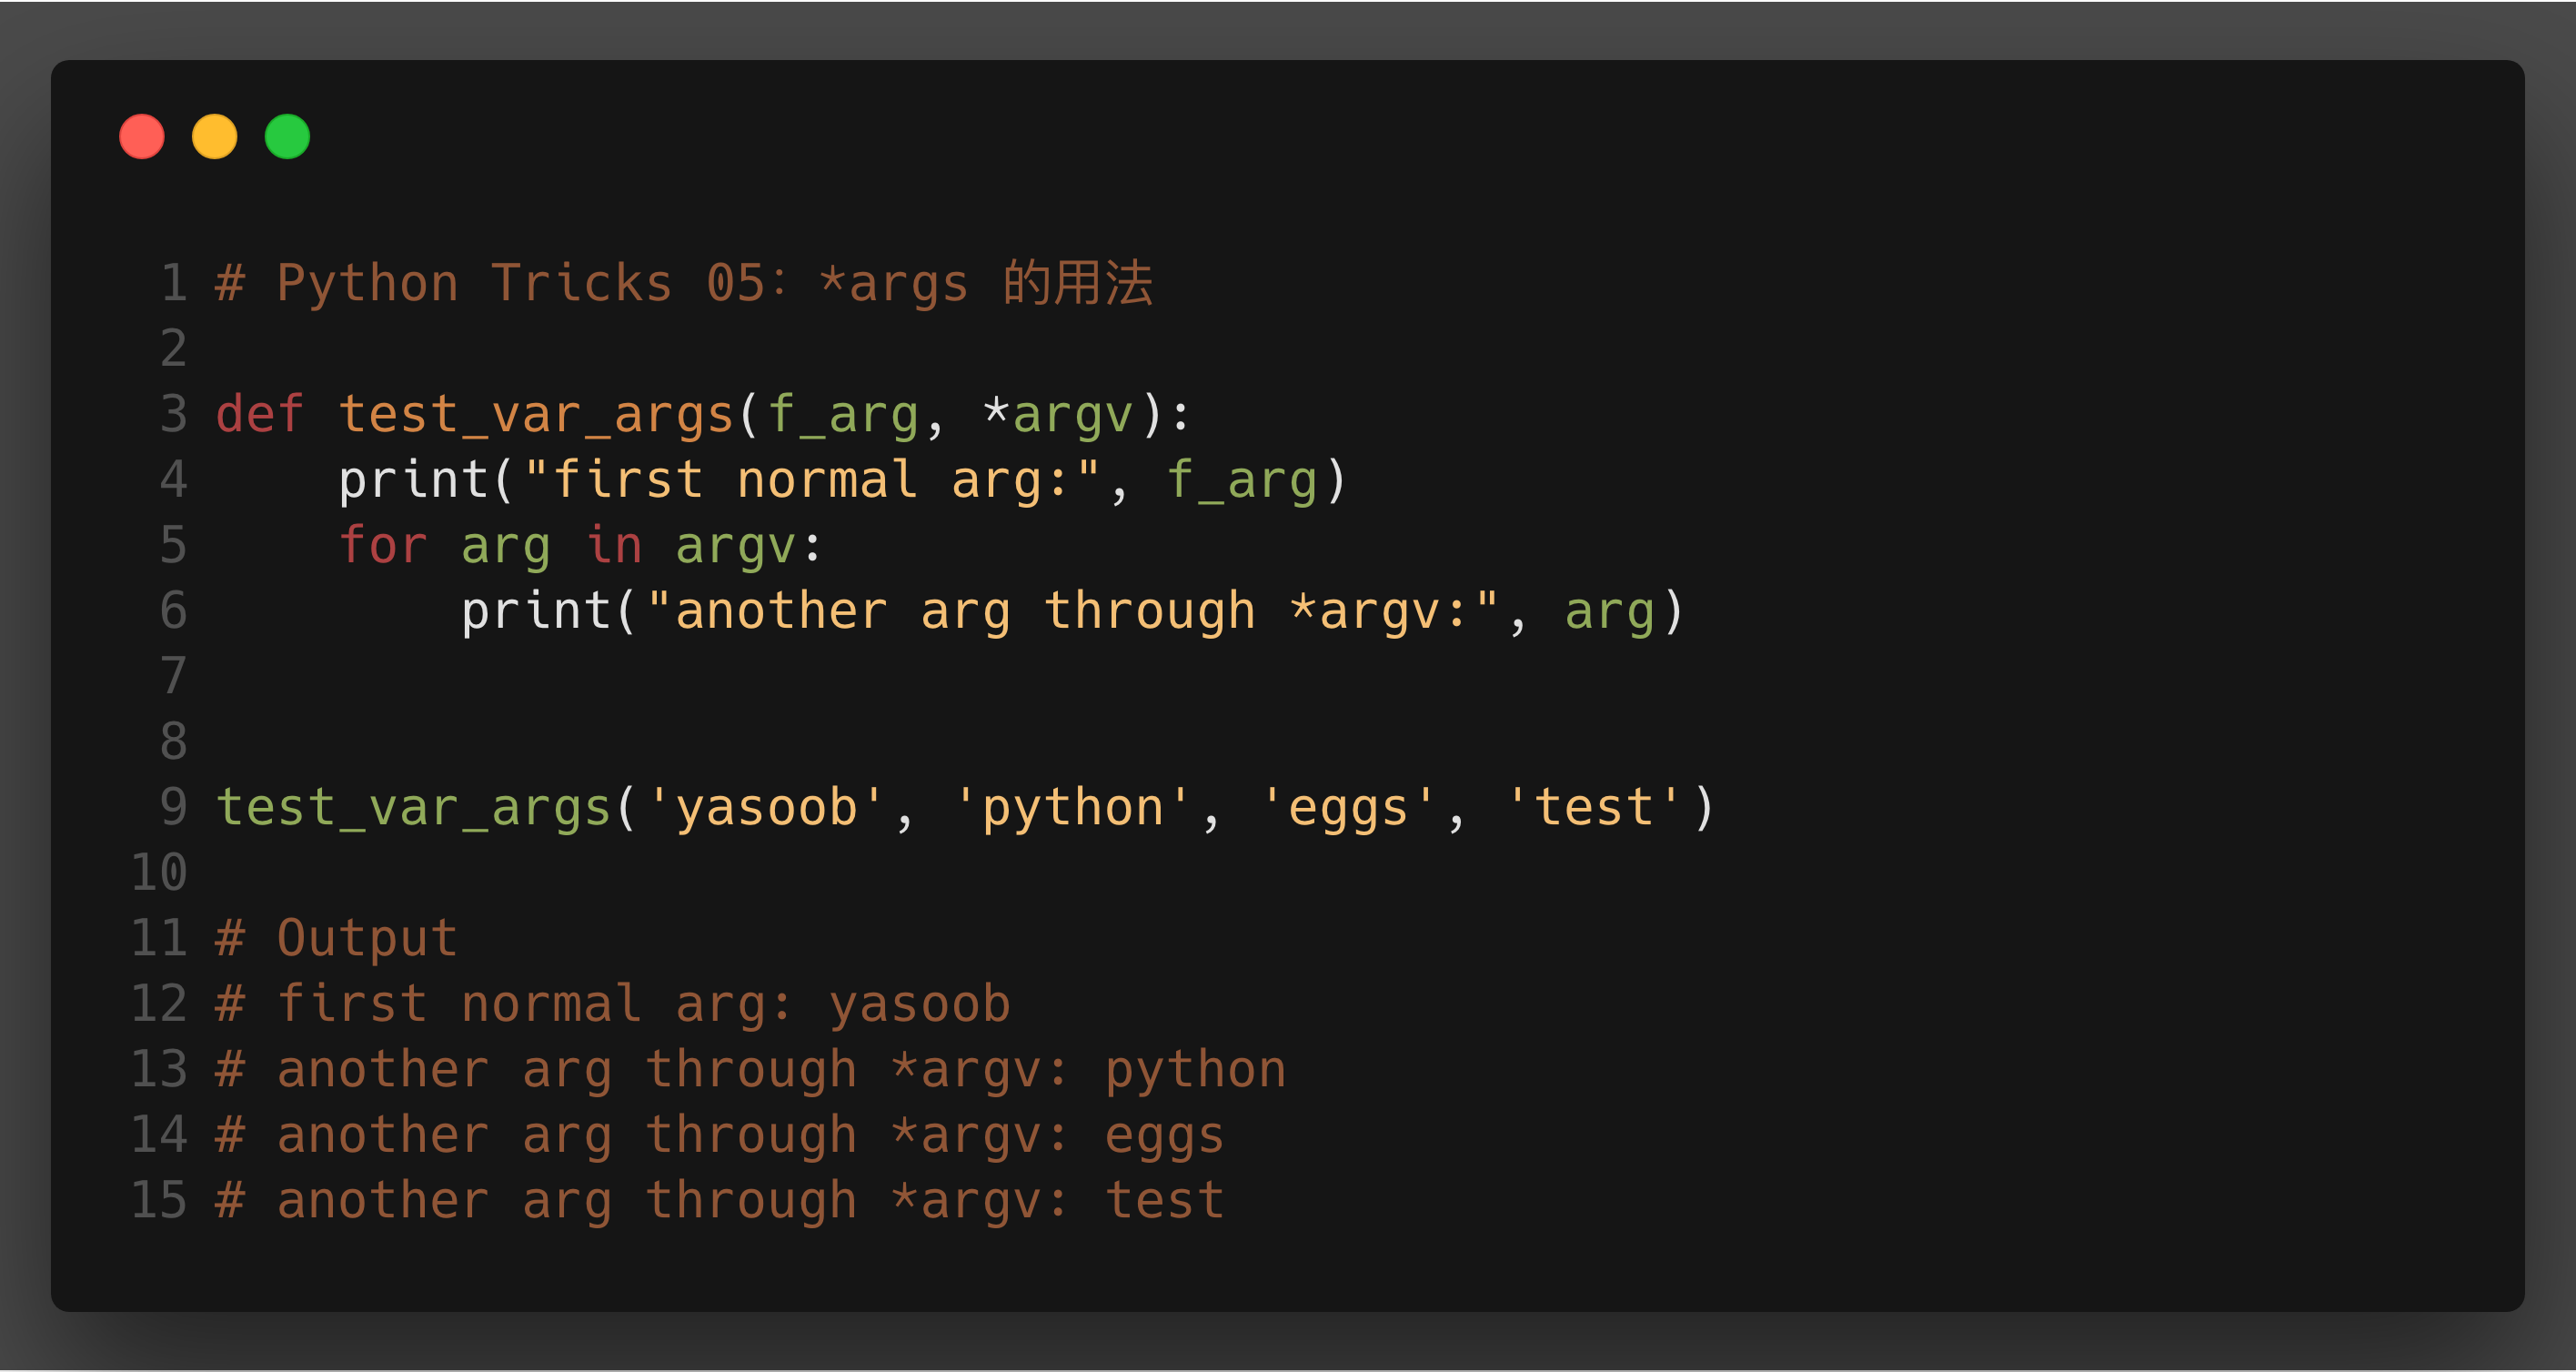 1 # Python Tricks 05：*args 的用法
2
3 def test_var_args(f_arg, *argv):
4     print("first normal arg:", f_arg)
5     for arg in argv:
6         print("another arg through *argv:", arg)
7
8
9 test_var_args('yasoob', 'python', 'eggs', 'test')
10
11 # Output
12 # first normal arg: yasoob
13 # another arg through *argv: python
14 # another arg through *argv: eggs
15 # another arg through *argv: test